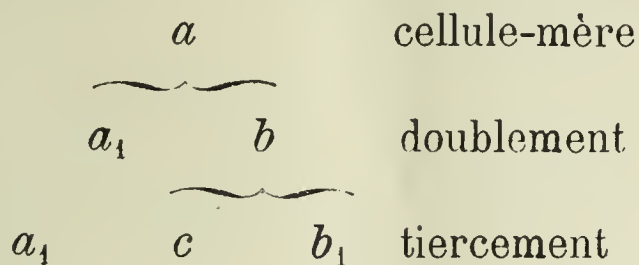 a cellule-mère
a₁ b doublement
a₁ c b₁ tiercement